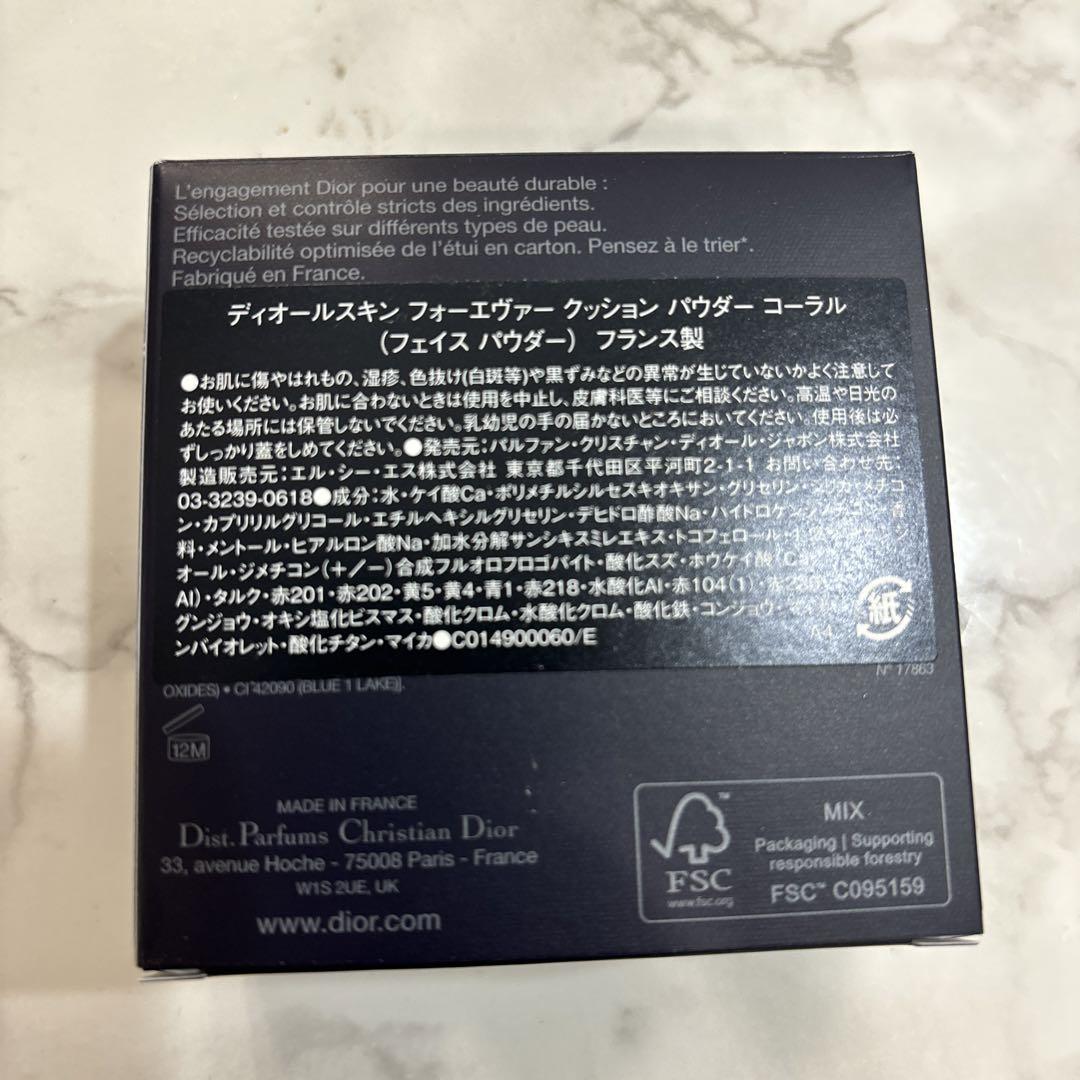 L'engagement Dior pour une beauté durable :
Sélection et contrôle stricts des ingrédients.
Efficacité testée sur différents types de peau.
Recyclabilité optimisée de l'étui en carton. Pensez à le trier*.
Fabriqué en France.
ディオールスキン フォーエヴァー クッション パウダー コーラル
(フェイス パウダー) フランス製
●お肌に傷やはれもの、湿疹、色抜け(白斑等)や黒ずみなどの異常が生じていないかよく注意して
お使いください。お肌に合わないときは使用を中止し、皮膚科医等にご相談ください。高温や日光の
あたる場所には保管しないでください。乳幼児の手の届かないところにおいてください。使用後は必
ずしっかり蓋をしめてください。●発売元:パルファン・クリスチャン・ディオール・ジャポン株式会社
製造販売元:エル・シー・エス株式会社 東京都千代田区平河町2-1-1 お問い合わせ先:
03-3239-0618●成分:水・ケイ酸Ca・ポリメチルシルセスキオキサン・グリセリン・シリカ・メチコ
ン・カプリリルグリコール・エチルヘキシルグリセリン・デヒドロ酢酸Na・ハイドロゲンジメチコン・香
料・メントール・ヒアルロン酸Na・加水分解サンシキスミレエキス・トコフェロール・
オール・ジメチコン(+/−)合成フルオロフロゴパイト・酸化スズ・ホウケイ酸
Al)・タルク・赤201・赤202・黄5・黄4・青1・赤218・水酸化Al・赤104(1)・
グンジョウ・オキシ塩化ビスマス・酸化クロム・水酸化クロム・酸化鉄・コンジョウ・マ
ンバイオレット・酸化チタン・マイカ●C014900060/E
紙
N° 17863
OXIDES) • CI 42090 (BLUE 1 LAKE)].
12M
MADE IN FRANCE
Dist. Parfums Christian Dior
33, avenue Hoche - 75008 Paris - France
W1S 2UE, UK
www.dior.com
FSC
www.fsc.org
MIX
Packaging | Supporting
responsible forestry
FSC™ C095159